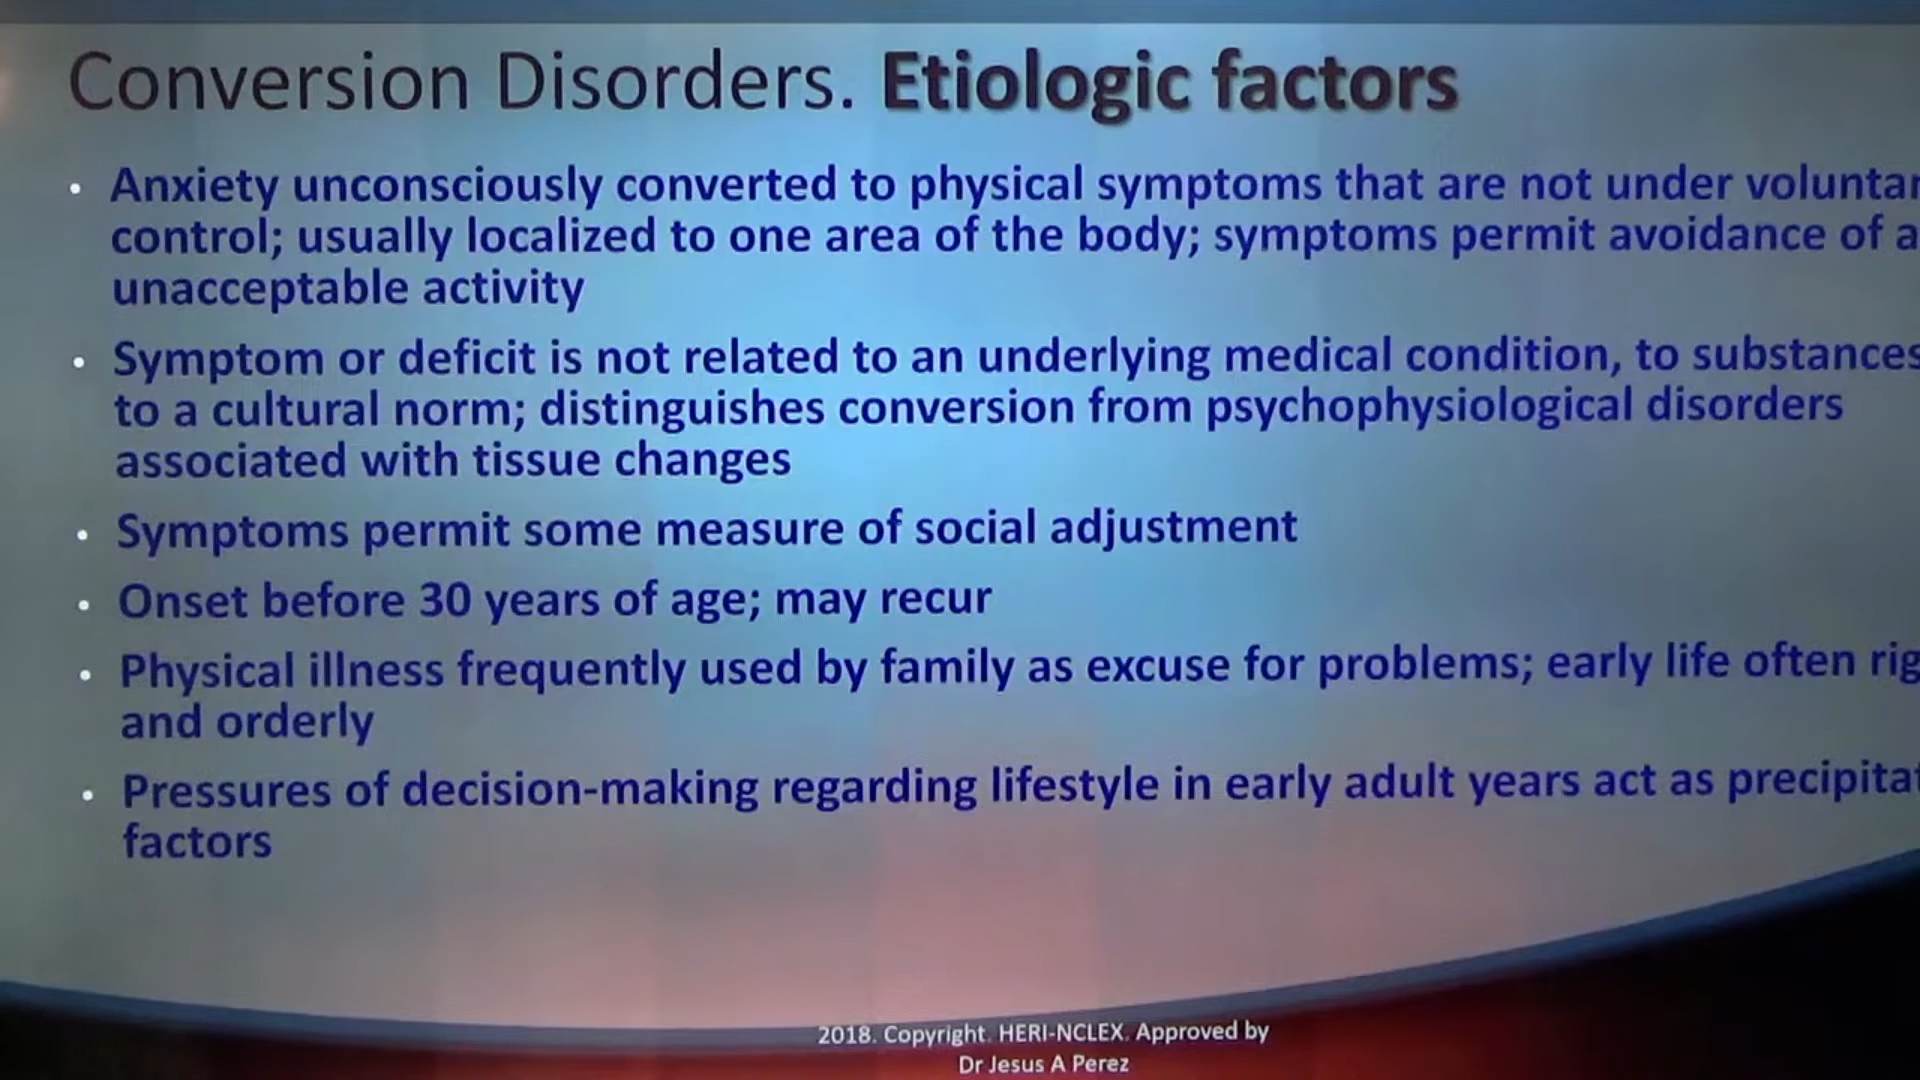 Conversion Disorders. Etiologic factors
• Anxiety unconsciously converted to physical symptoms that are not under
control; usually localized to one area of the body; symptoms permit avoidance of
unacceptable activity
• Symptom or deficit is not related to an underlying medical condition, to substances
to a cultural norm; distinguishes conversion from psychophysiological disorders
associated with tissue changes
• Symptoms permit some measure of social adjustment
• Onset before 30 years of age; may recur
• Physical illness frequently used by family as excuse for problems; early life often
and orderly
• Pressures of decision-making regarding lifestyle in early adult years act as
factors
2018. Copyright. HERI-NCLEX. Approved by
Dr Jesus A Perez